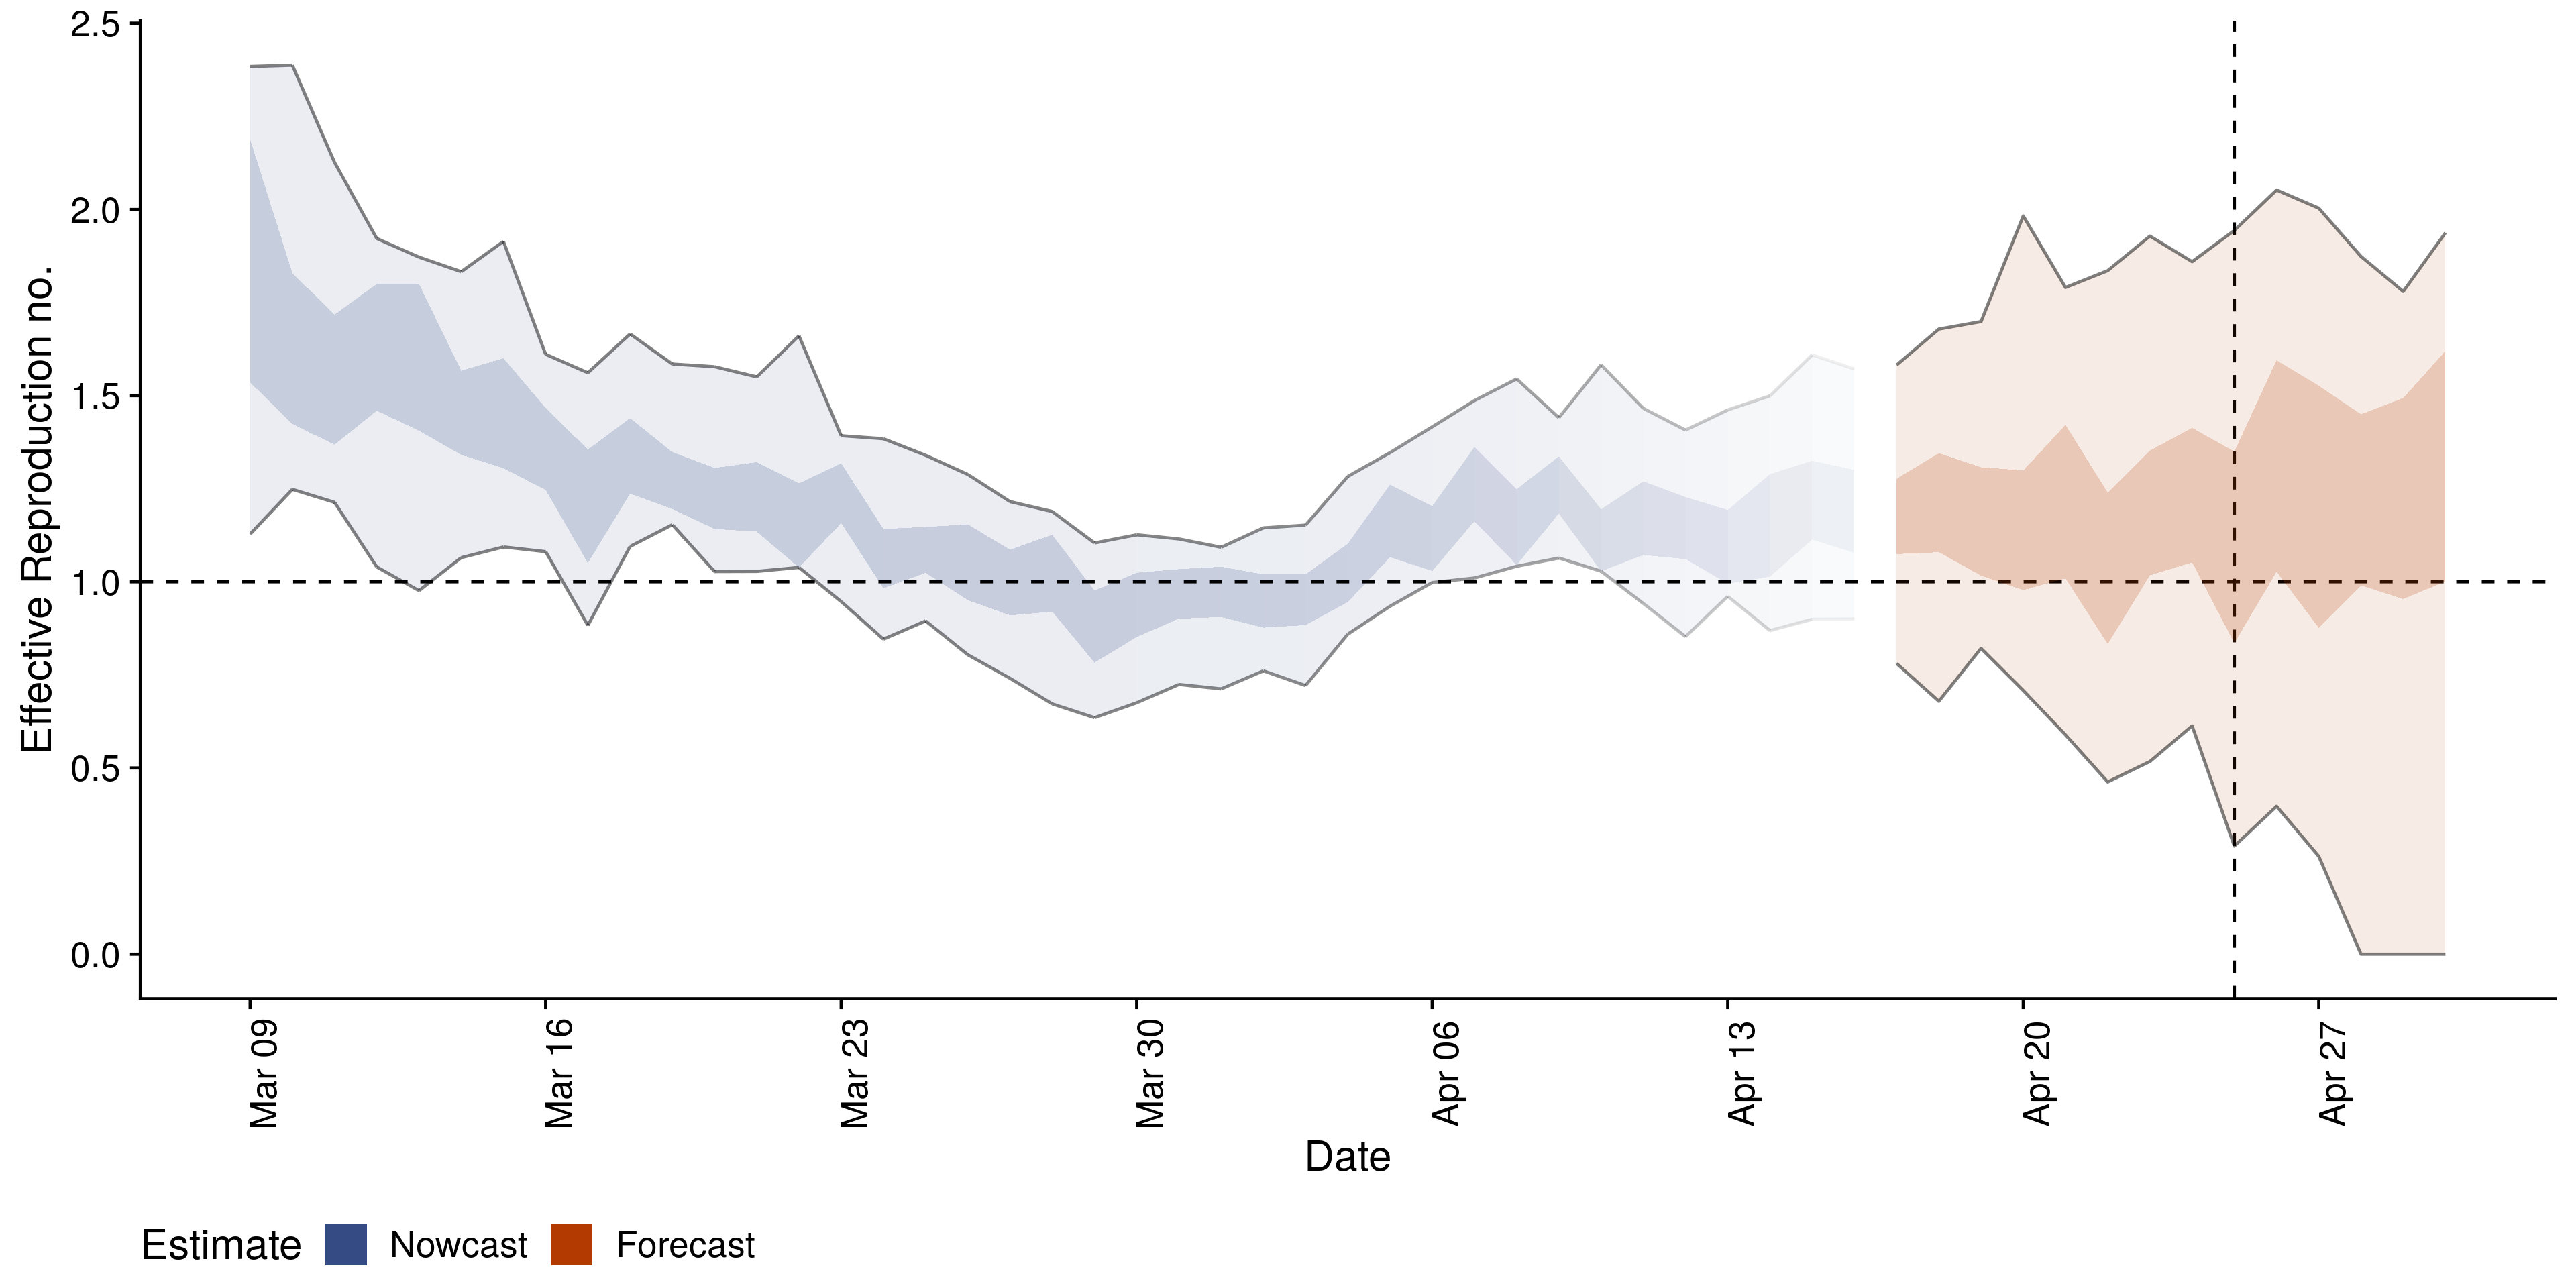 Effective Reproduction no.
2.5
2.0
1.5
1.0
0.5
0.0
Mar 09
Mar 16
Mar 23
Mar 30
Apr 06
Apr 13
Apr 20
Apr 27
Date
Estimate Nowcast Forecast